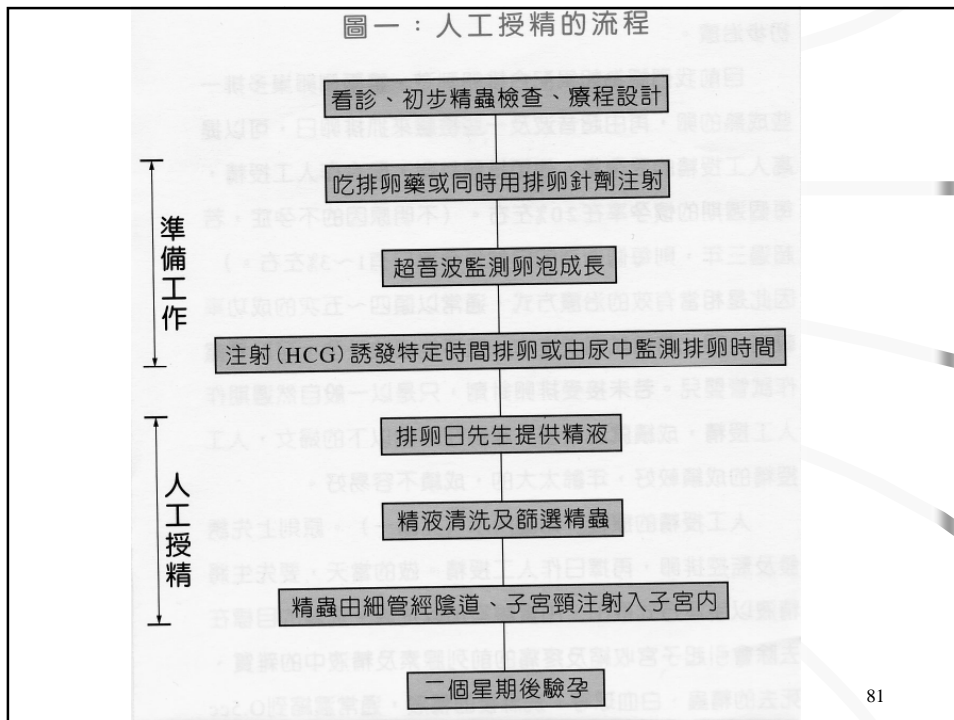 圖一：人工授精的流程
看診、初步精蟲檢查、療程設計
準備工作
吃排卵藥或同時用排卵針劑注射
超音波監測卵泡成長
注射(HCG)誘發特定時間排卵或由尿中監測排卵時間
人工授精
排卵日先生提供精液
精液清洗及篩選精蟲
精蟲由細管經陰道、子宮頸注射入子宮內
二個星期後驗孕
81